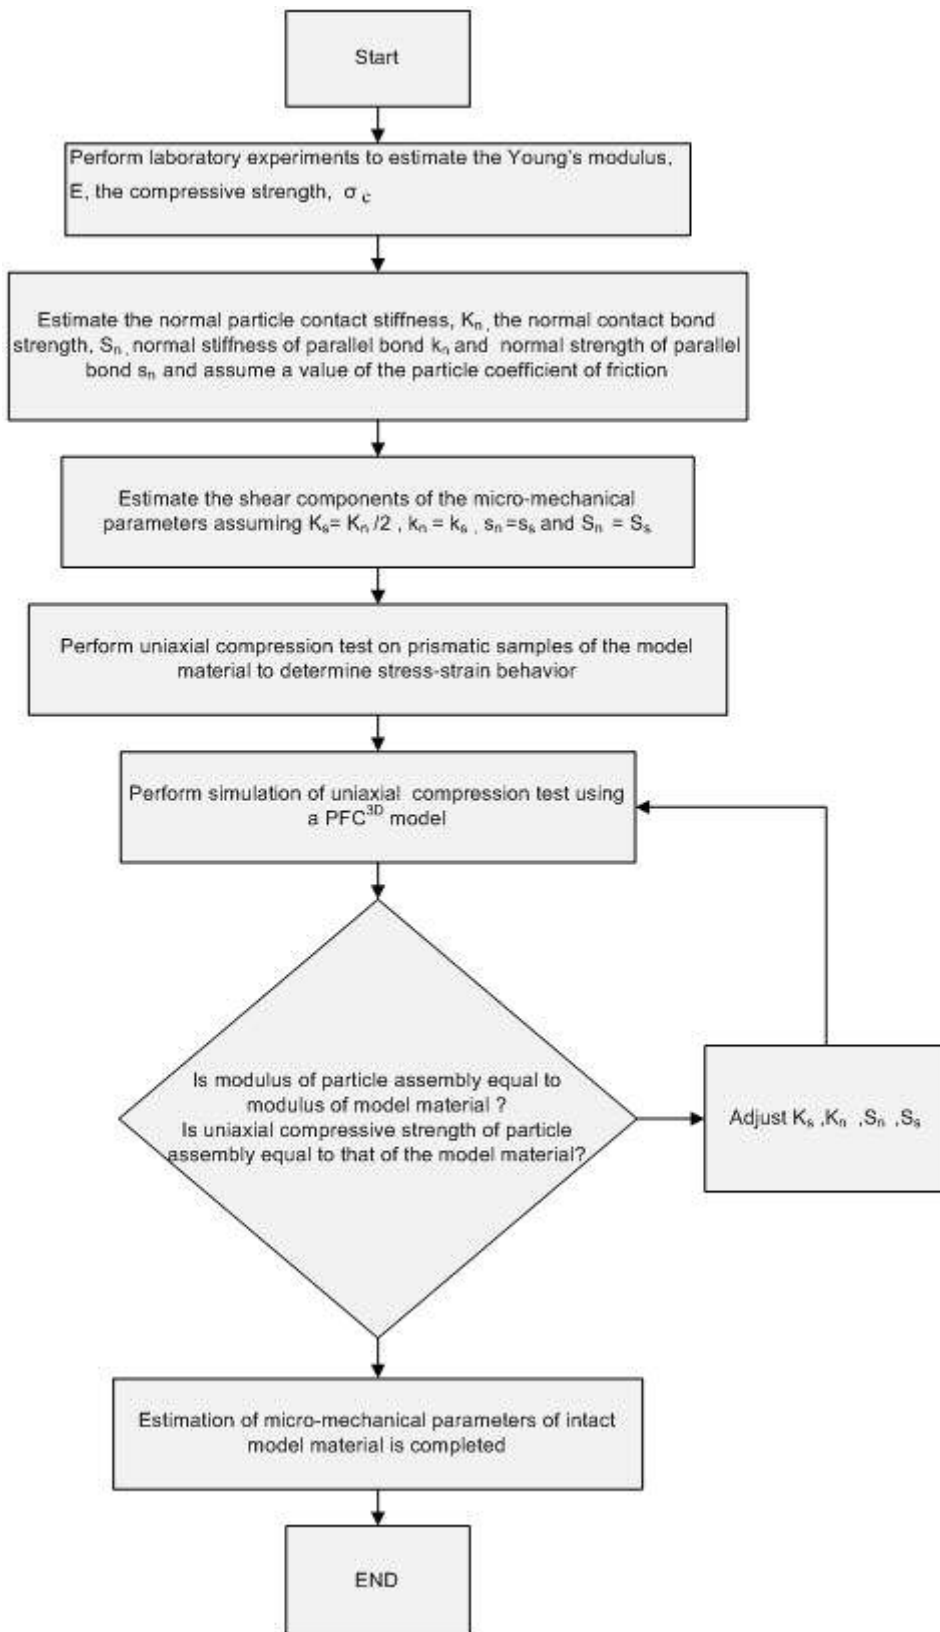 Start
Perform laboratory experiments to estimate the Young's modulus,
E, the compressive strength, σ c
Estimate the normal particle contact stiffness, Kn , the normal contact bond
strength, Sn , normal stiffness of parallel bond kn and normal strength of parallel
bond sn and assume a value of the particle coefficient of friction
Estimate the shear components of the micro-mechanical
parameters assuming Ks= Kn /2 , kn = ks , sn =ss and Sn = Ss
Perform uniaxial compression test on prismatic samples of the model
material to determine stress-strain behavior
Perform simulation of uniaxial compression test using
a PFC3D model
Is modulus of particle assembly equal to
modulus of model material ?
Is uniaxial compressive strength of particle
assembly equal to that of the model material?
Adjust Ks ,Kn ,Sn ,Ss
Estimation of micro-mechanical parameters of intact
model material is completed
END